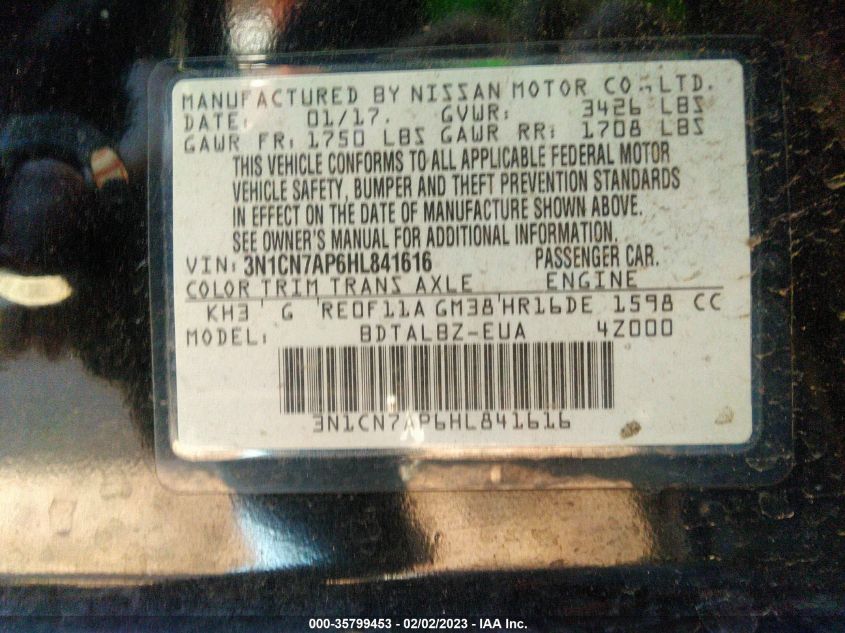 MANUFACTURED BY NISSAN MOTOR CO.,LTD.
DATE: 01/17. GVWR: 3426 LBS
GAWR FR: 1750 LBS GAWR RR: 1708 LBS
THIS VEHICLE CONFORMS TO ALL APPLICABLE FEDERAL MOTOR
VEHICLE SAFETY, BUMPER AND THEFT PREVENTION STANDARDS
IN EFFECT ON THE DATE OF MANUFACTURE SHOWN ABOVE.
SEE OWNER'S MANUAL FOR ADDITIONAL INFORMATION.
VIN: 3N1CN7AP6HL841616 PASSENGER CAR.
COLOR TRIM TRANS AXLE ENGINE
KH3 G RE0F11A GM38 HR16DE 1598 CC
MODEL: BDTALBZ-EUA 4Z000
3N1CN7AP6HL841616
000-35799453 - 02/02/2023 - IAA Inc.